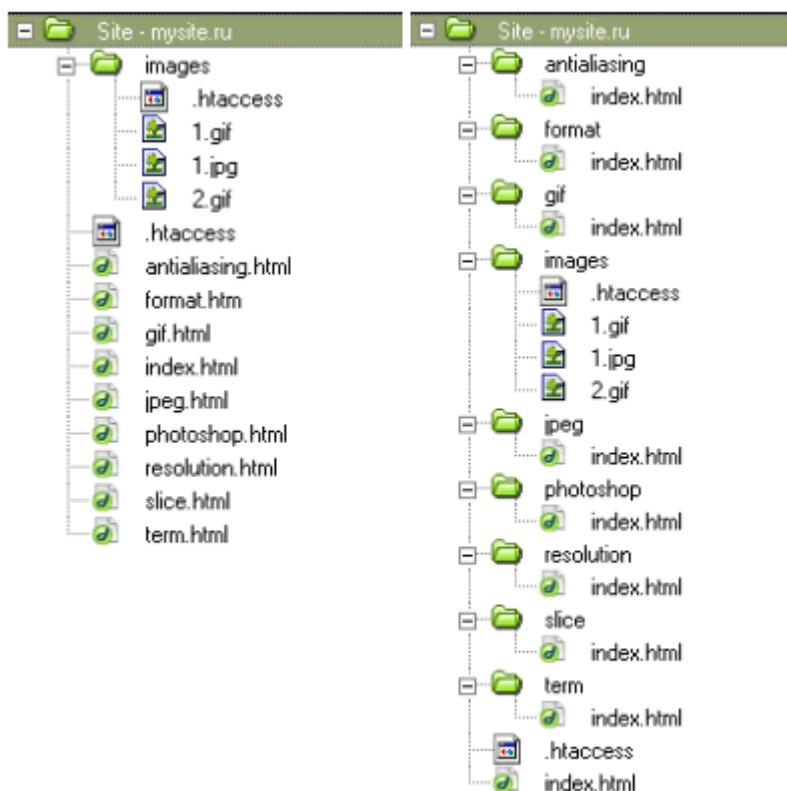 Site - mysite.ru
images
.htaccess
1.gif
1.jpg
2.gif
.htaccess
antialiasing.html
format.htm
gif.html
index.html
jpeg.html
photoshop.html
resolution.html
slice.html
term.html
Site - mysite.ru
antialiasing
index.html
format
index.html
gif
index.html
images
.htaccess
1.gif
1.jpg
2.gif
jpeg
index.html
photoshop
index.html
resolution
index.html
slice
index.html
term
index.html
.htaccess
index.html